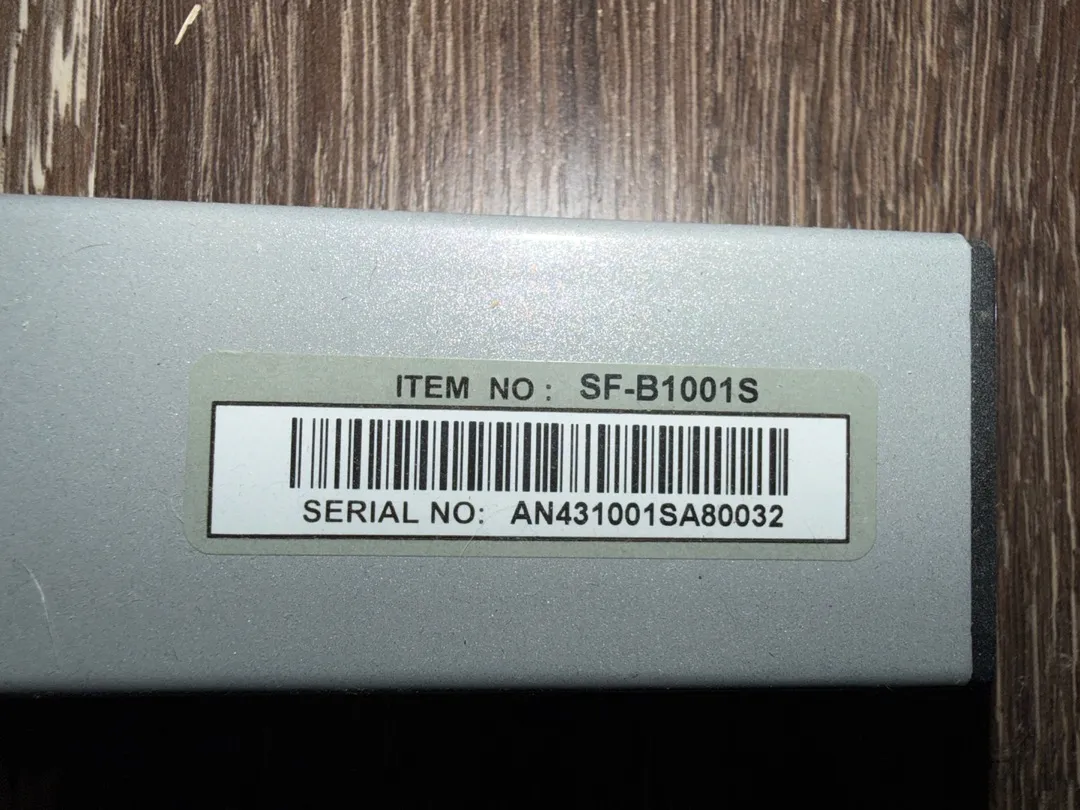 ITEM NO : SF-B1001S
SERIAL NO: AN431001SA80032